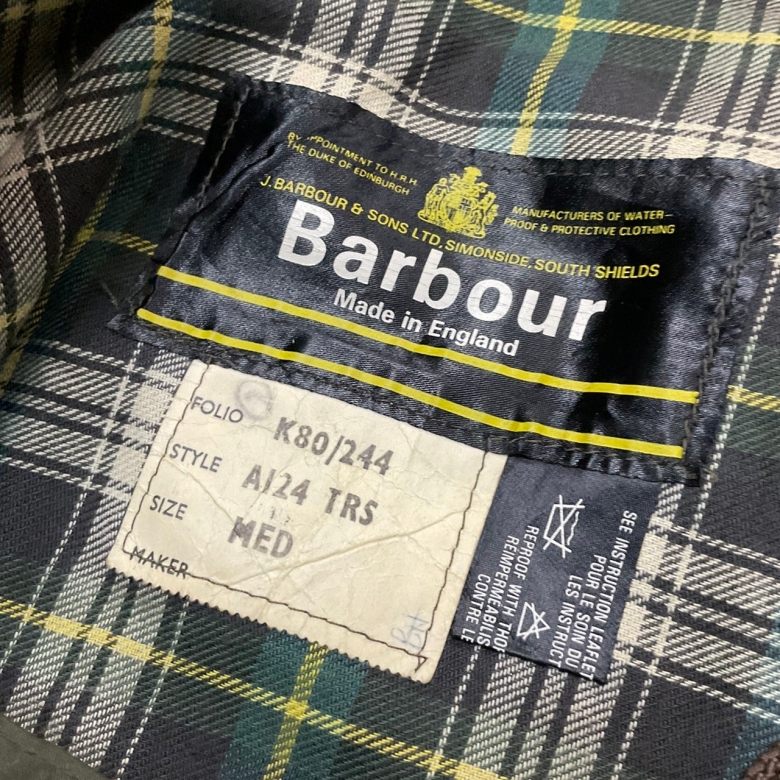 BY APPOINTMENT TO H.R.H.
THE DUKE OF EDINBURGH
MANUFACTURERS OF WATER-
PROOF & PROTECTIVE CLOTHING
J. BARBOUR & SONS LTD, SIMONSIDE, SOUTH SHIELDS
Barbour
Made in England
FOLIO K80/244
STYLE A124 TRS
SIZE MED
MAKER
SEE INSTRUCTION LEAFLET
POUR LE SOIN DU
LES INSTRUCT
REPROOF WITH THO
REIMPERMEABILIS
CONTRE LE